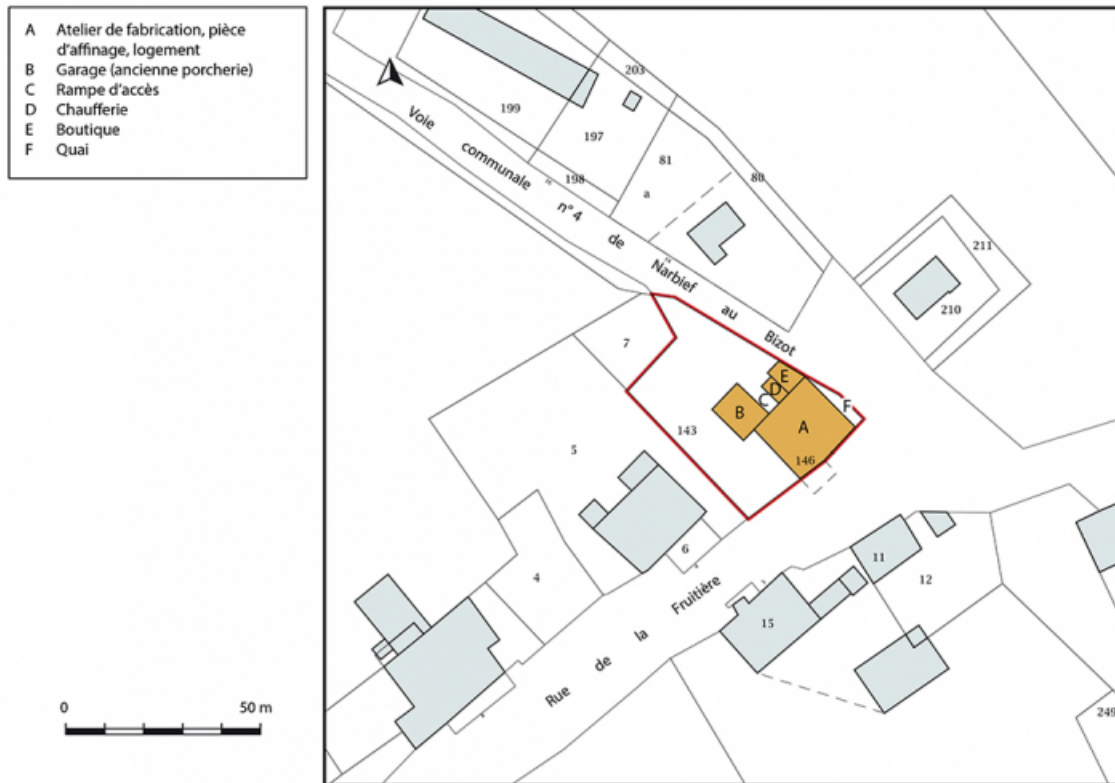 A Atelier de fabrication, pièce
d'affinage, logement
B Garage (ancienne porcherie)
C Rampe d'accès
D Chaufferie
E Boutique
F Quai
203
199
197
81
198
a
80
Voie communale n° 4 de Narbief au Bizot
211
210
7
E
D
C
B
F
A
143
146
5
6
4
11
12
15
Rue de la Fruitière
249
0 50 m